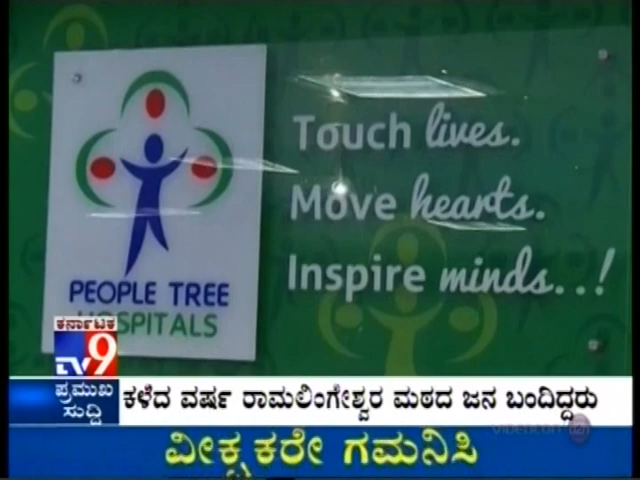 Touch lives.
Move hearts.
Inspire minds...!
PEOPLE TREE
HOSPITALS
ಕರ್ನಾಟಕ
TV9
ಪ್ರಮುಖ
ಸುದ್ದಿ
ಕಳೆದ ವರ್ಷ ರಾಮಲಿಂಗೇಶ್ವರ ಮಠದ ಜನ ಬಂದಿದ್ದರು
ವೀಕ್ಷಕರೇ ಗಮನಿಸಿ